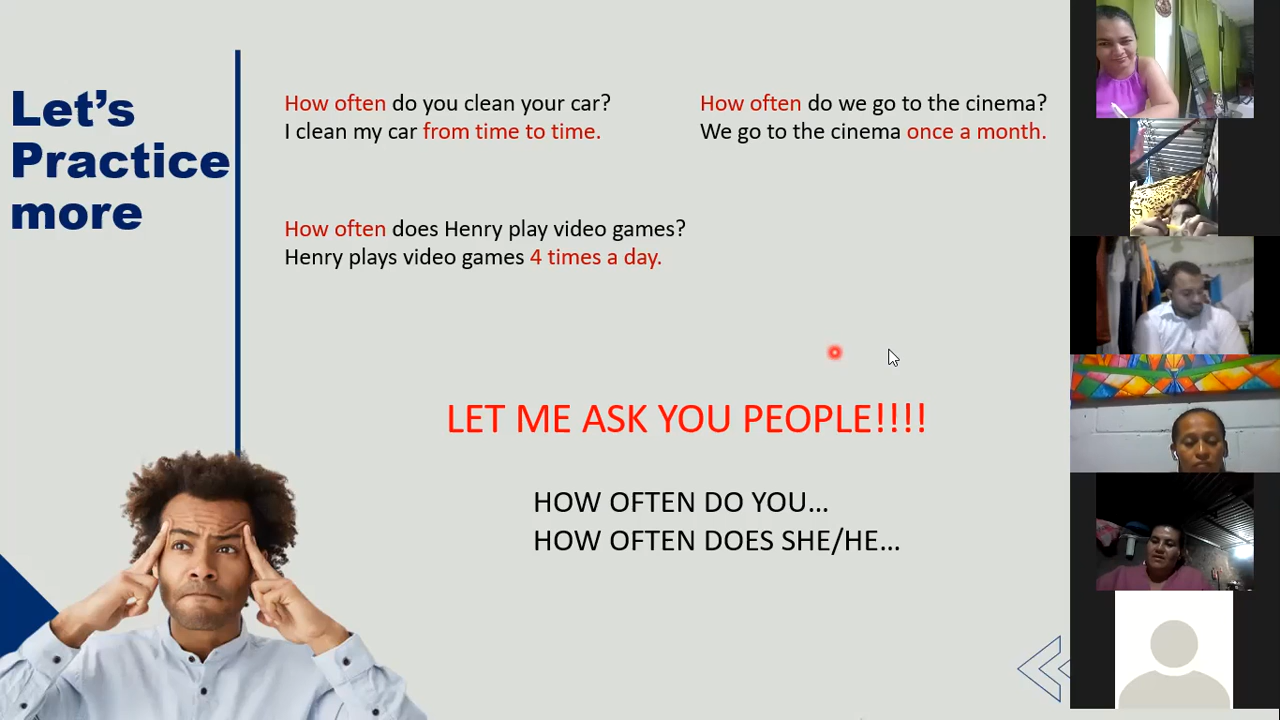 Let's
Practice
more
How often do you clean your car?
I clean my car from time to time.
How often do we go to the cinema?
We go to the cinema once a month.
How often does Henry play video games?
Henry plays video games 4 times a day.
LET ME ASK YOU PEOPLE!!!!
HOW OFTEN DO YOU...
HOW OFTEN DOES SHE/HE...